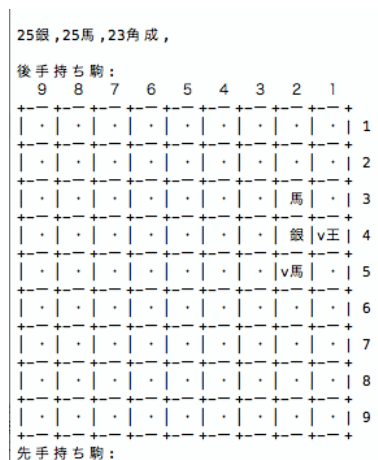 25銀,25馬,23角成,
後手持ち駒:
9 8 7 6 5 4 3 2 1
+-—+-—+-—+-—+-—+-—+-—+-—+-—+
| ・| ・| ・| ・| ・| ・| ・| ・| ・| 1
+-—+-—+-—+-—+-—+-—+-—+-—+-—+
| ・| ・| ・| ・| ・| ・| ・| ・| ・| 2
+-—+-—+-—+-—+-—+-—+-—+-—+-—+
| ・| ・| ・| ・| ・| ・| ・| 馬| ・| 3
+-—+-—+-—+-—+-—+-—+-—+-—+-—+
| ・| ・| ・| ・| ・| ・| ・| 銀|v王| 4
+-—+-—+-—+-—+-—+-—+-—+-—+-—+
| ・| ・| ・| ・| ・| ・| ・|v馬| ・| 5
+-—+-—+-—+-—+-—+-—+-—+-—+-—+
| ・| ・| ・| ・| ・| ・| ・| ・| ・| 6
+-—+-—+-—+-—+-—+-—+-—+-—+-—+
| ・| ・| ・| ・| ・| ・| ・| ・| ・| 7
+-—+-—+-—+-—+-—+-—+-—+-—+-—+
| ・| ・| ・| ・| ・| ・| ・| ・| ・| 8
+-—+-—+-—+-—+-—+-—+-—+-—+-—+
| ・| ・| ・| ・| ・| ・| ・| ・| ・| 9
+-—+-—+-—+-—+-—+-—+-—+-—+-—+
先手持ち駒: